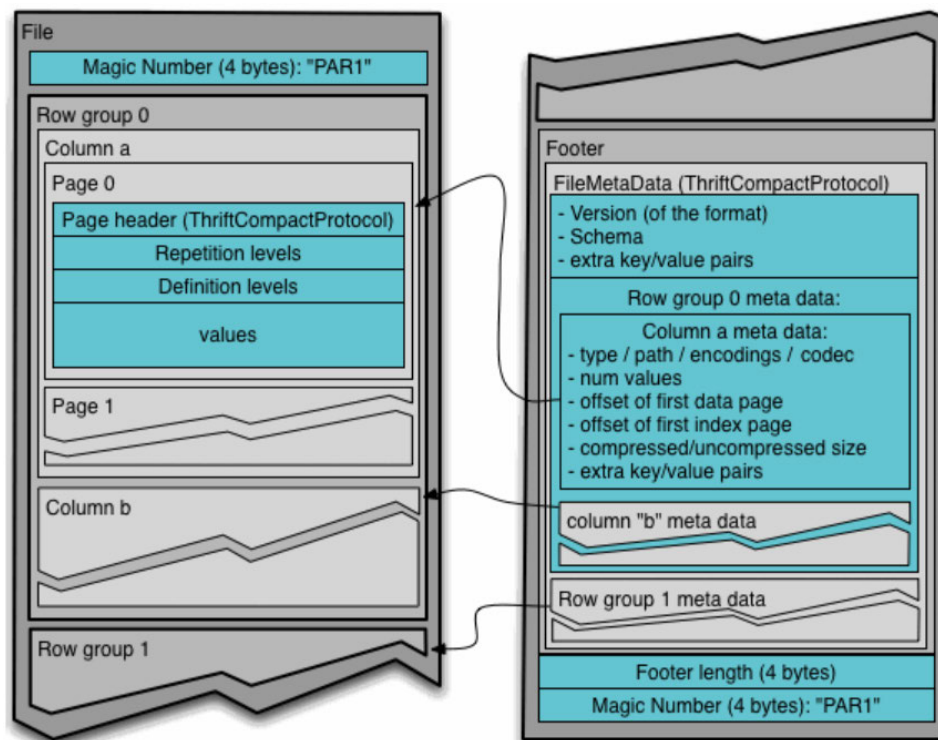 File
Magic Number (4 bytes): "PAR1"
Row group 0
Column a
Page 0
Page header (ThriftCompactProtocol)
Repetition levels
Definition levels
values
Page 1
Column b
Row group 1
Footer
FileMetaData (ThriftCompactProtocol)
- Version (of the format)
- Schema
- extra key/value pairs
Row group 0 meta data:
Column a meta data:
- type / path / encodings / codec
- num values
- offset of first data page
- offset of first index page
- compressed/uncompressed size
- extra key/value pairs
column "b" meta data
Row group 1 meta data
Footer length (4 bytes)
Magic Number (4 bytes): "PAR1"